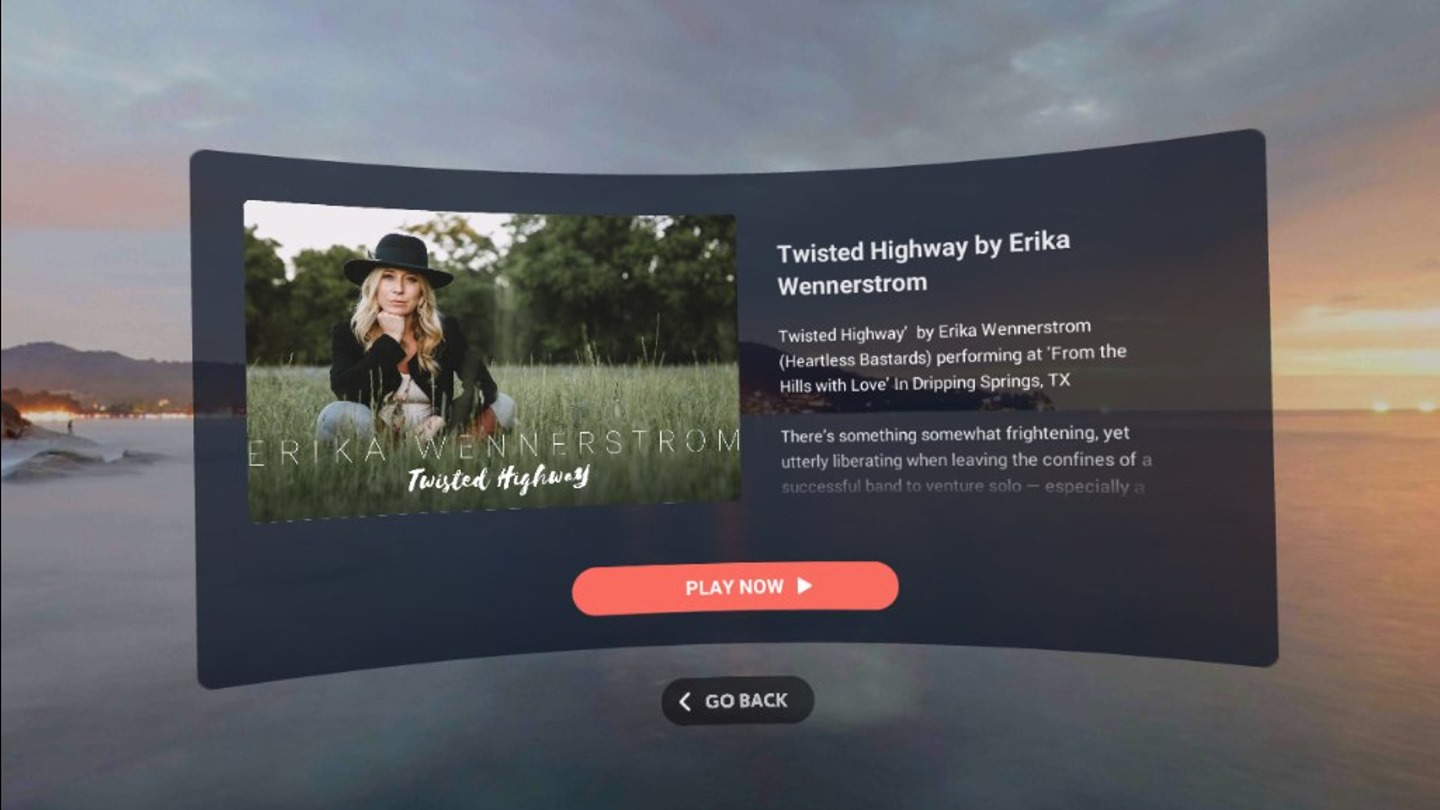 ERIKA WENNERSTROM
Twisted Highway
Twisted Highway by Erika
Wennerstrom
Twisted Highway’ by Erika Wennerstrom
(Heartless Bastards) performing at ‘From the
Hills with Love’ In Dripping Springs, TX
There’s something somewhat frightening, yet
utterly liberating when leaving the confines of a
successful band to venture solo — especially a
PLAY NOW
GO BACK